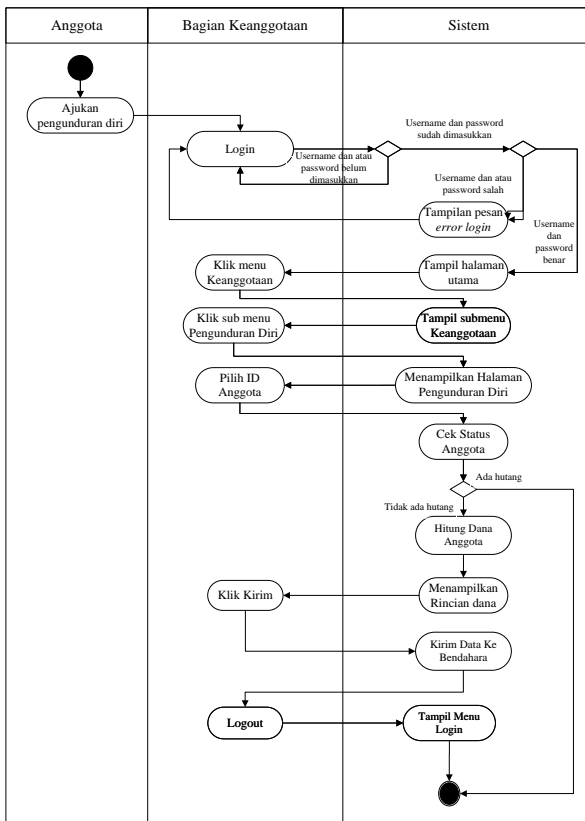 Anggota
Bagian Keanggotaan
Sistem
Ajukan
pengunduran diri
Login
Username dan atau
password belum
dimasukkan
Username dan password
sudah dimasukkan
Username dan atau
password salah
Tampilan pesan
error login
Username
dan
password
benar
Klik menu
Keanggotaan
Tampil halaman
utama
Klik sub menu
Pengunduran Diri
Tampil submenu
Keanggotaan
Pilih ID
Anggota
Menampilkan Halaman
Pengunduran Diri
Cek Status
Anggota
Ada hutang
Tidak ada hutang
Hitung Dana
Anggota
Klik Kirim
Menampilkan
Rincian dana
Kirim Data Ke
Bendahara
Logout
Tampil Menu
Login